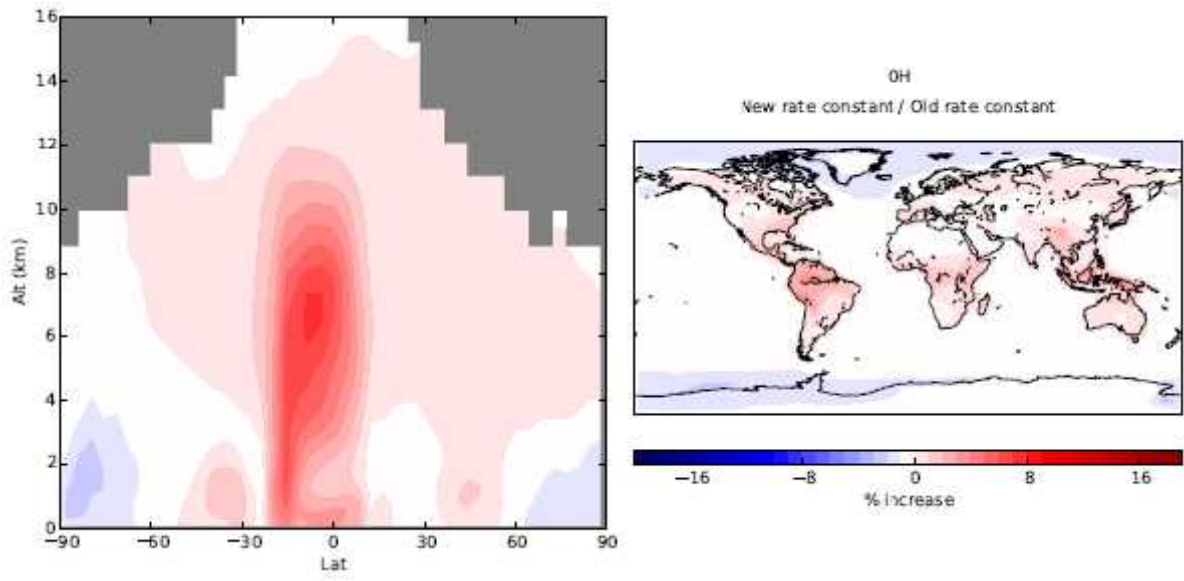 16
14
12
10
8
6
4
2
0
Alt (km)
−90 −60 −30 0 30 60 90
Lat
OH
New rate constant / Old rate constant
−16 −8 0 8 16
% increase